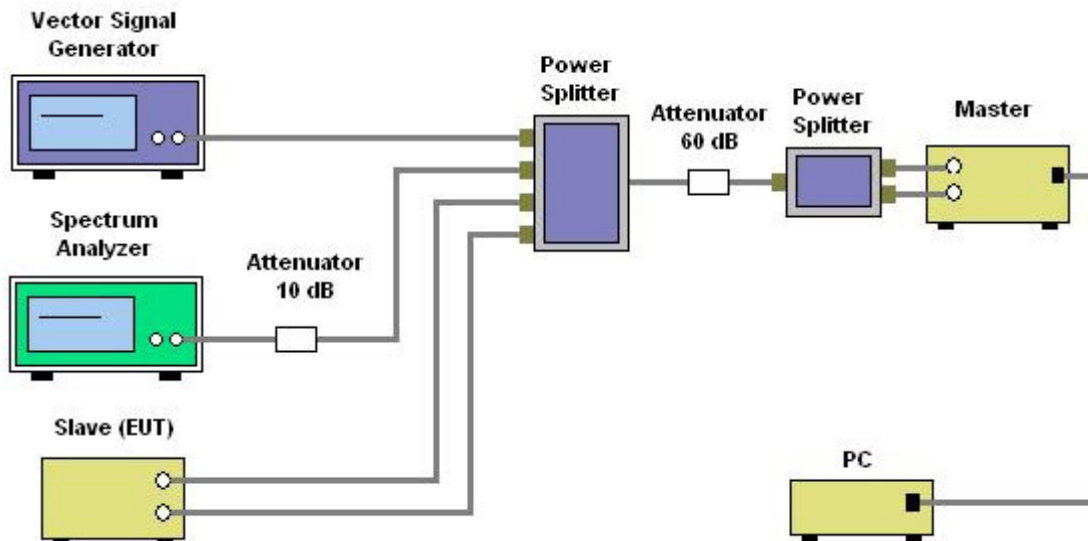 Vector Signal
Generator
Power
Splitter
Attenuator
60 dB
Power
Splitter
Master
Spectrum
Analyzer
Attenuator
10 dB
Slave (EUT)
PC